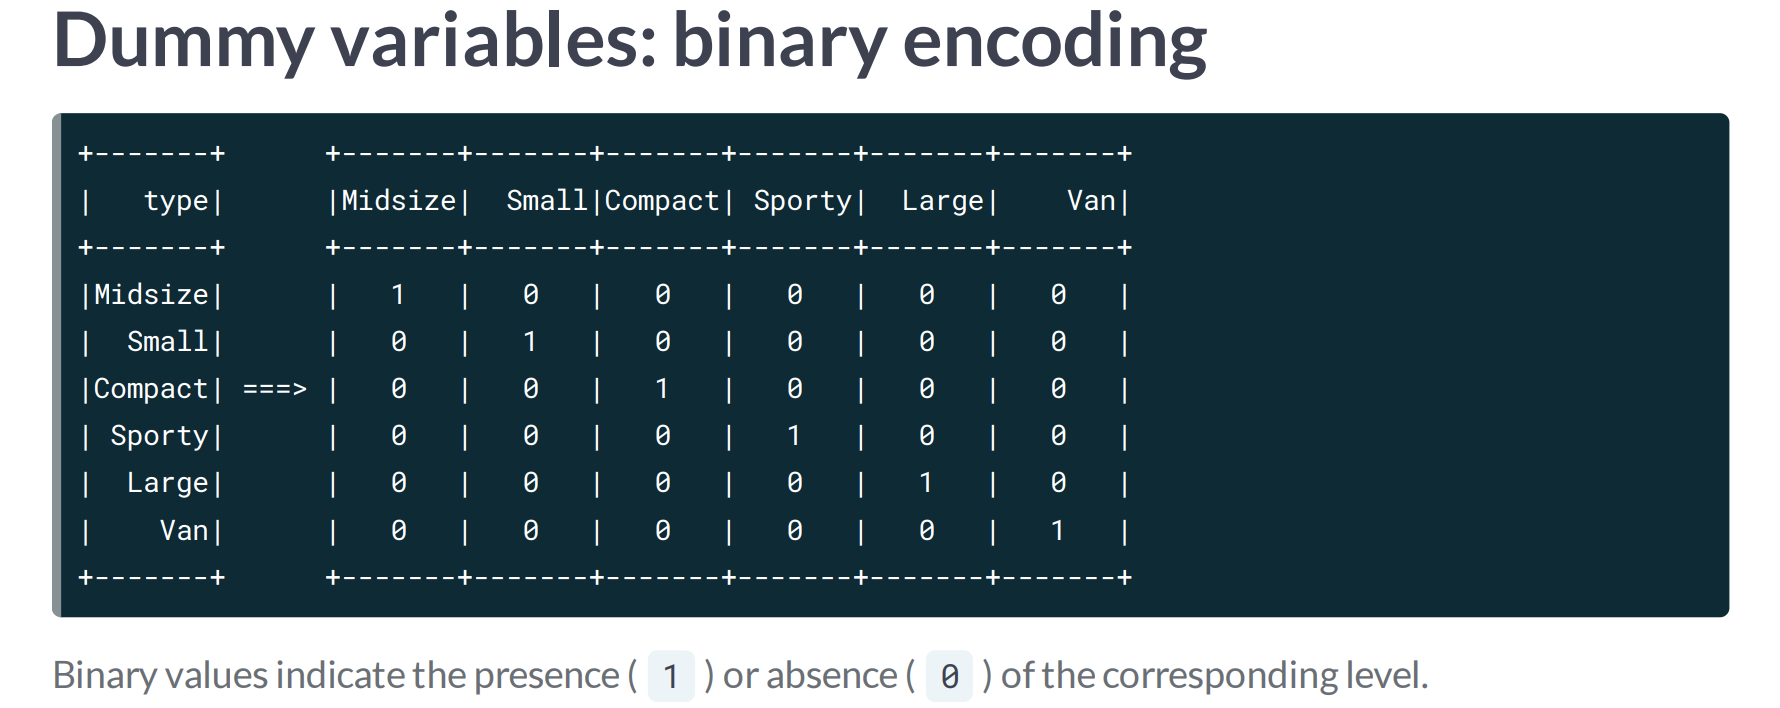 Dummy variables: binary encoding
+-------+      +-------+-------+-------+-------+-------+-------+
|   type|      |Midsize|  Small|Compact| Sporty|  Large|    Van|
+-------+      +-------+-------+-------+-------+-------+-------+
|Midsize|      |   1   |   0   |   0   |   0   |   0   |   0   |
|  Small|      |   0   |   1   |   0   |   0   |   0   |   0   |
|Compact| ===> |   0   |   0   |   1   |   0   |   0   |   0   |
| Sporty|      |   0   |   0   |   0   |   1   |   0   |   0   |
|  Large|      |   0   |   0   |   0   |   0   |   1   |   0   |
|    Van|      |   0   |   0   |   0   |   0   |   0   |   1   |
+-------+      +-------+-------+-------+-------+-------+-------+
Binary values indicate the presence ( 1 ) or absence ( 0 ) of the corresponding level.